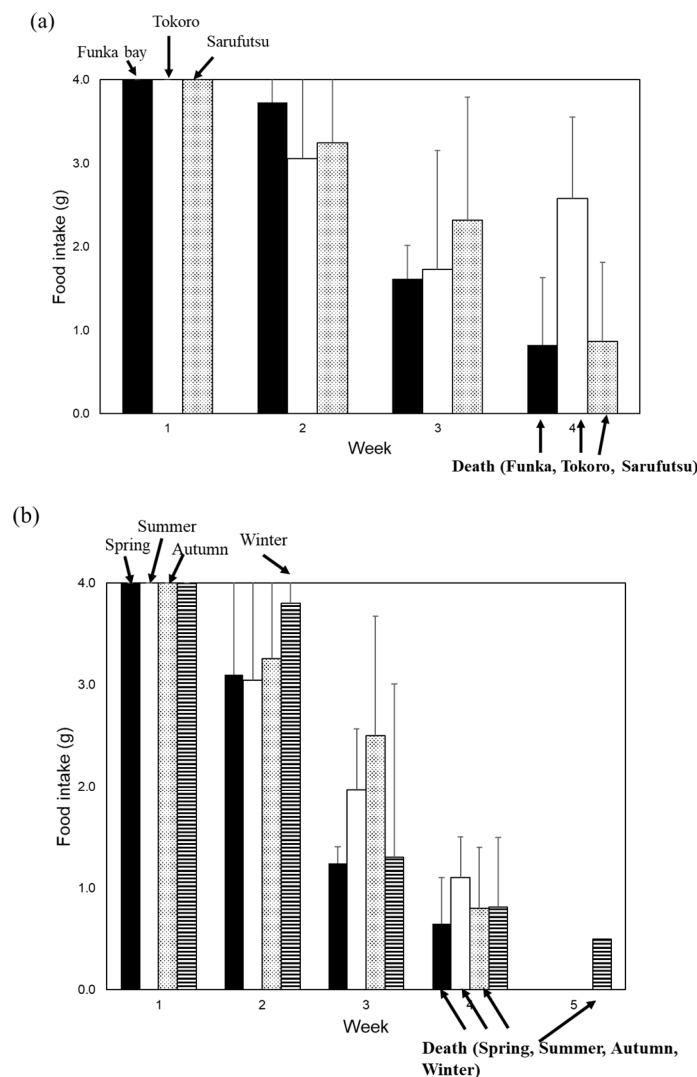 (a)
Tokoro
Funka bay
Sarufutsu
4.0
3.0
2.0
1.0
0.0
Food intake (g)
1
2
3
4
Week
Death (Funka, Tokoro, Sarufutsu)
(b)
Summer
Spring
Autumn
Winter
4.0
3.0
2.0
1.0
0.0
Food intake (g)
1
2
3
4
5
Week
Death (Spring, Summer, Autumn,
Winter)